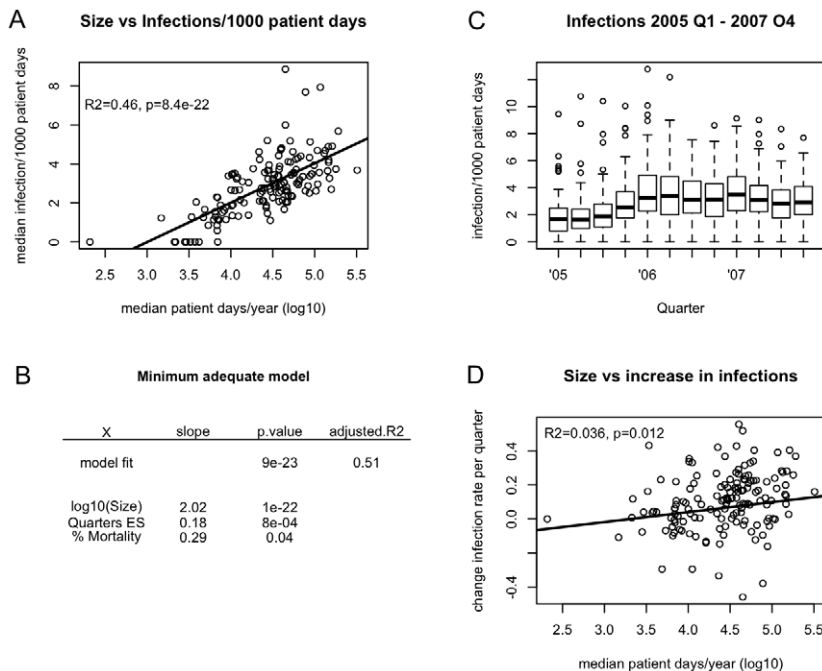 A
Size vs Infections/1000 patient days
R2=0.46, p=8.4e-22
median infection/1000 patient days
0 2 4 6 8
2.5 3.0 3.5 4.0 4.5 5.0 5.5
median patient days/year (log10)
C
Infections 2005 Q1 - 2007 O4
infection/1000 patient days
0 2 4 6 8 10
'05 '06 '07
Quarter
B
Minimum adequate model
X slope p.value adjusted.R2
model fit 9e-23 0.51
log10(Size) 2.02 1e-22
Quarters ES 0.18 8e-04
% Mortality 0.29 0.04
D
Size vs increase in infections
R2=0.036, p=0.012
change infection rate per quarter
-0.4 0.0 0.2 0.4
2.5 3.0 3.5 4.0 4.5 5.0 5.5
median patient days/year (log10)